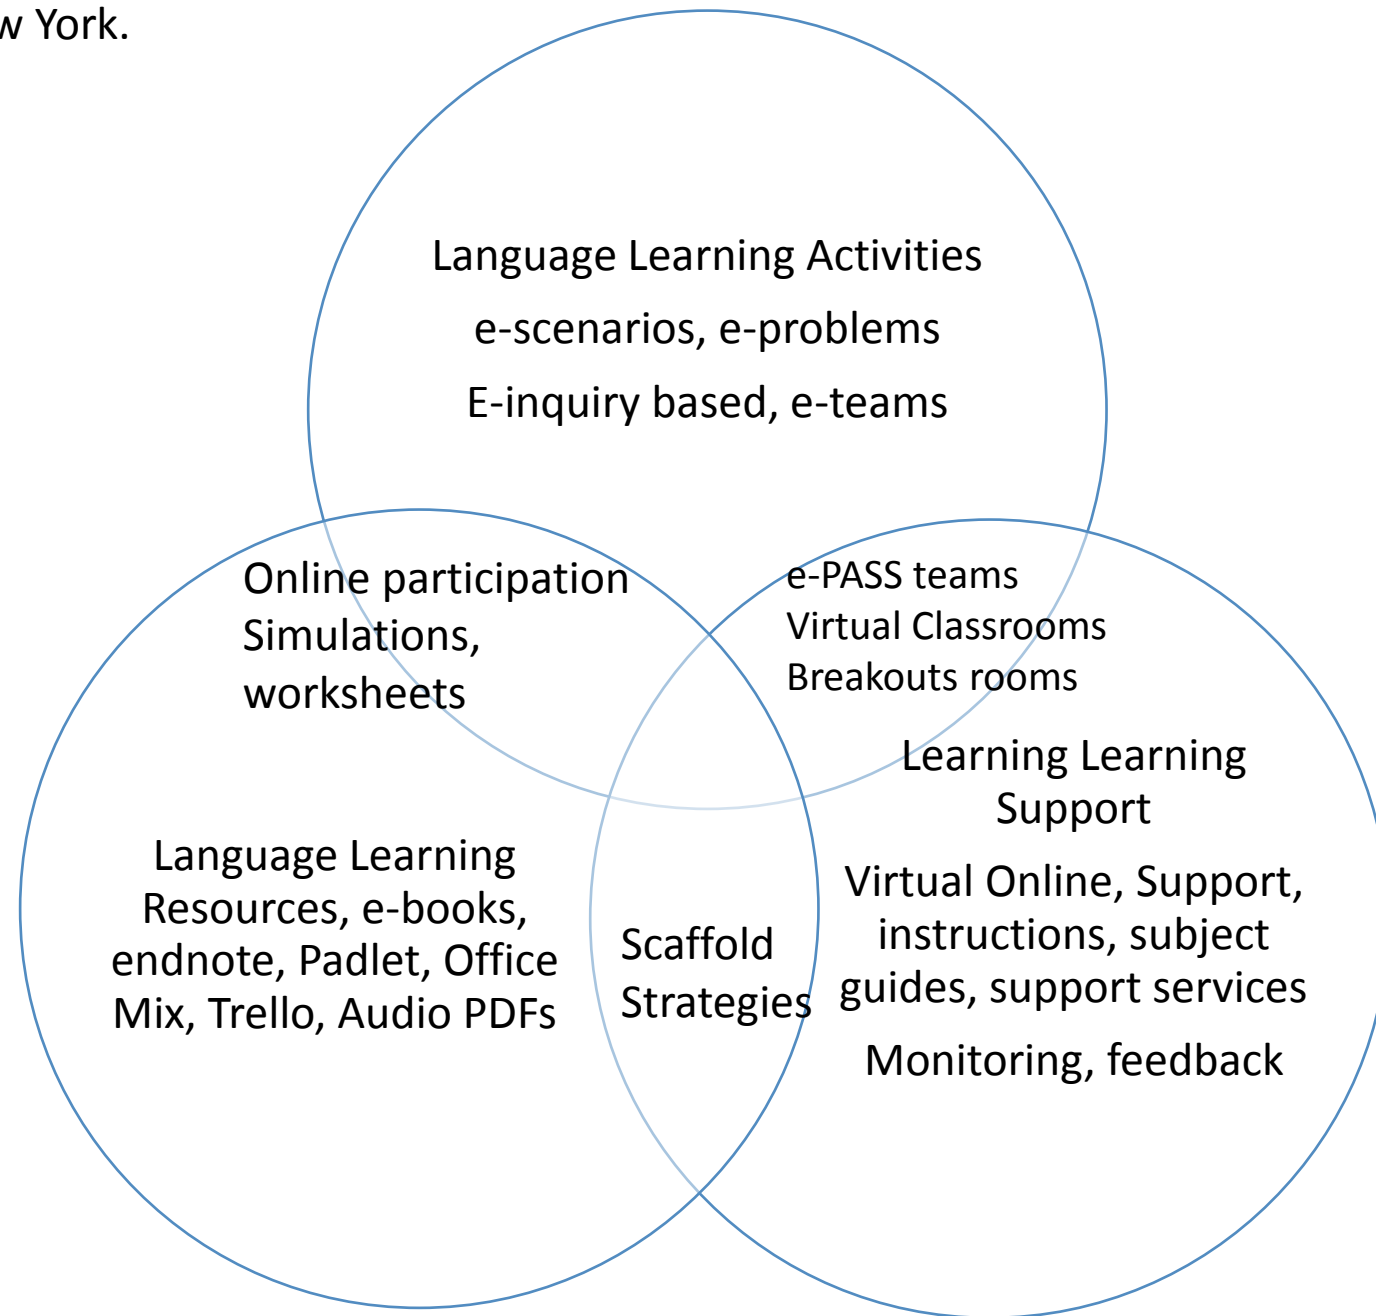 w York.
Language Learning Activities
e-scenarios, e-problems
E-inquiry based, e-teams
Online participation
Simulations,
worksheets
e-PASS teams
Virtual Classrooms
Breakouts rooms
Learning Learning
Support
Virtual Online, Support,
instructions, subject
guides, support services
Monitoring, feedback
Language Learning
Resources, e-books,
endnote, Padlet, Office
Mix, Trello, Audio PDFs
Scaffold
Strategies